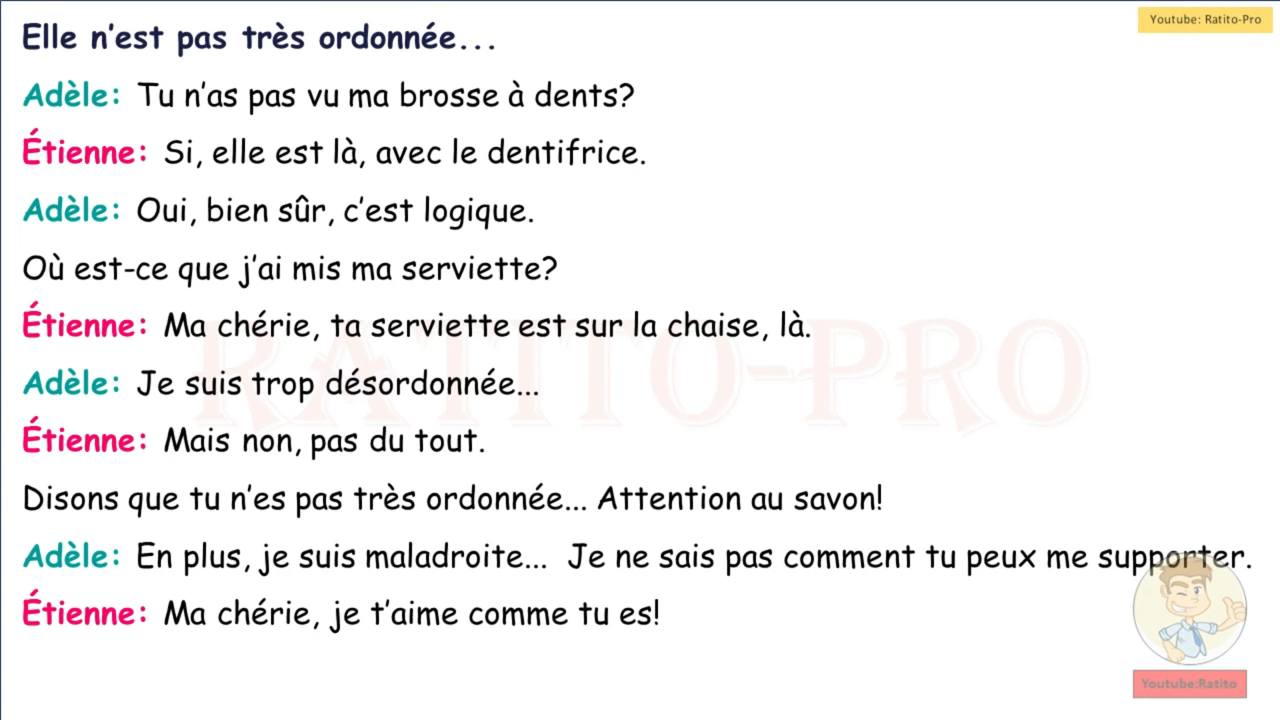 Youtube: Ratito-Pro
Elle n'est pas très ordonnée...
Adèle: Tu n'as pas vu ma brosse à dents?
Étienne: Si, elle est là, avec le dentifrice.
Adèle: Oui, bien sûr, c'est logique.
Où est-ce que j'ai mis ma serviette?
Étienne: Ma chérie, ta serviette est sur la chaise, là.
RATITO-PRO
Adèle: Je suis trop désordonnée...
Étienne: Mais non, pas du tout.
Disons que tu n'es pas très ordonnée... Attention au savon!
Adèle: En plus, je suis maladroite... Je ne sais pas comment tu peux me supporter.
Étienne: Ma chérie, je t'aime comme tu es!
Youtube:Ratito